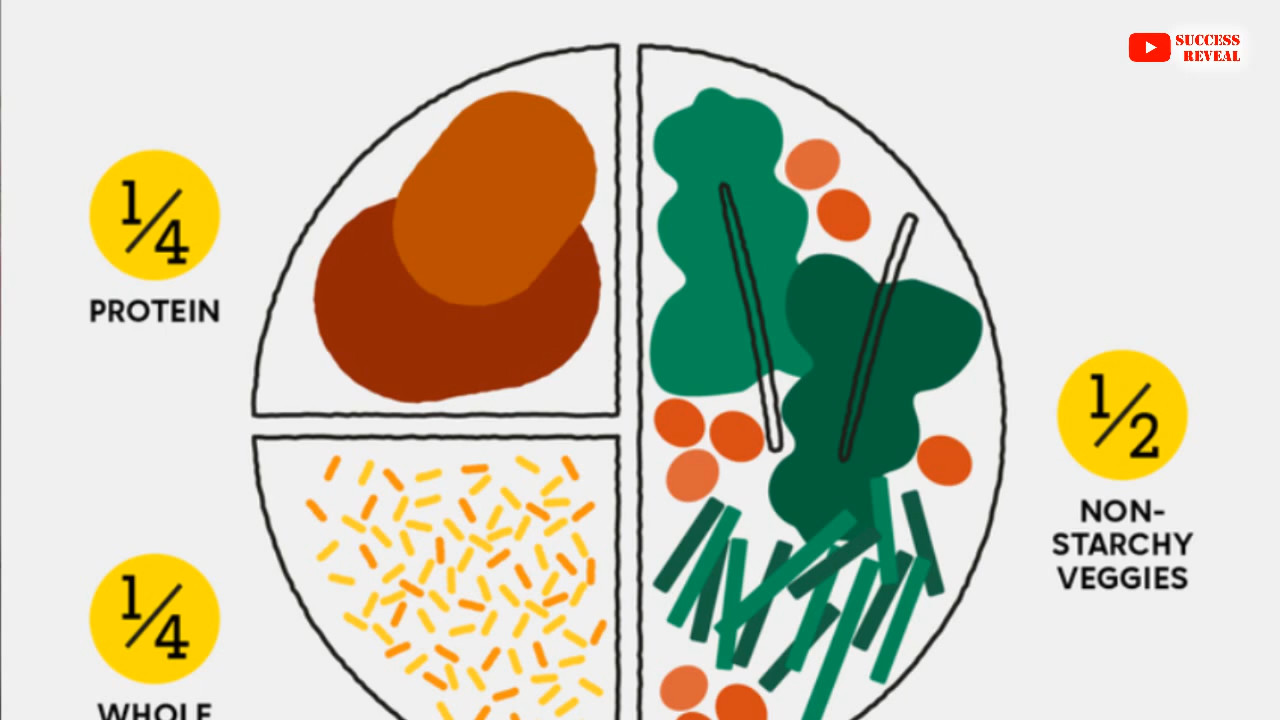 SUCCESS
REVEAL
1/4
PROTEIN
1/2
NON-
STARCHY
VEGGIES
1/4
WHOLE